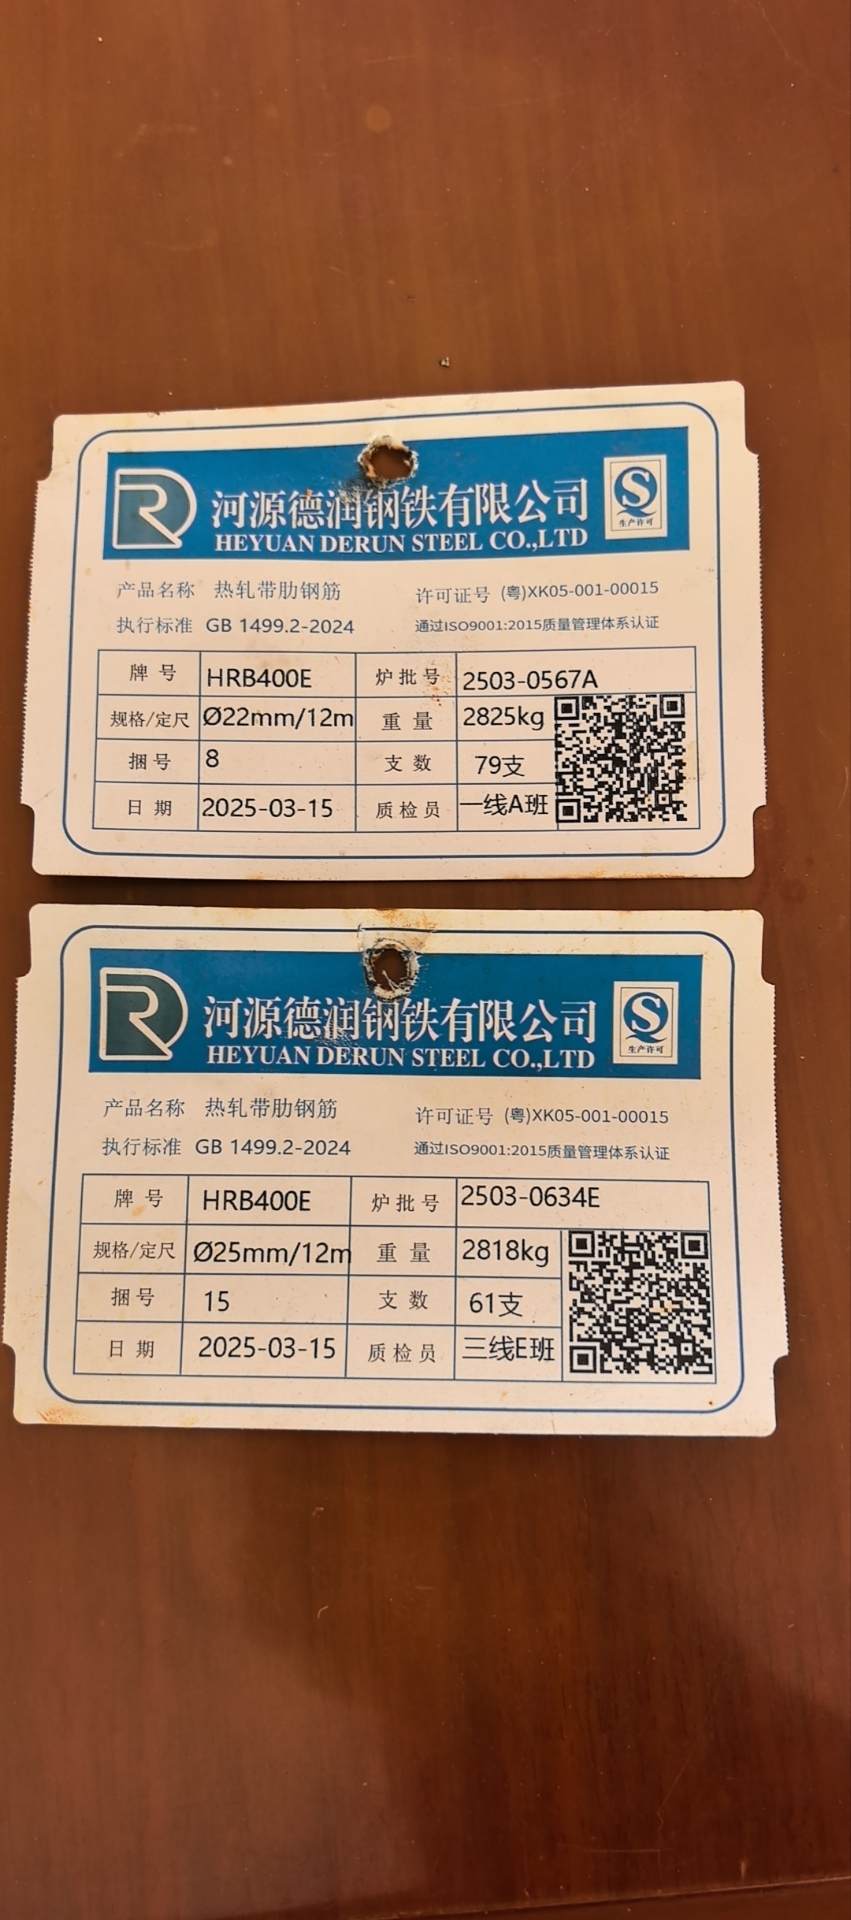 河源德润钢铁有限公司
HEYUAN DERUN STEEL CO.,LTD
生产许可
产品名称 热轧带肋钢筋 许可证号 (粤)XK05-001-00015
执行标准 GB 1499.2-2024 通过ISO9001:2015质量管理体系认证
牌号 HRB400E 炉批号 2503-0567A
规格/定尺 Ø22mm/12m 重量 2825kg
捆号 8 支数 79支
日期 2025-03-15 质检员 一线A班
河源德润钢铁有限公司
HEYUAN DERUN STEEL CO.,LTD
生产许可
产品名称 热轧带肋钢筋 许可证号 (粤)XK05-001-00015
执行标准 GB 1499.2-2024 通过ISO9001:2015质量管理体系认证
牌号 HRB400E 炉批号 2503-0634E
规格/定尺 Ø25mm/12m 重量 2818kg
捆号 15 支数 61支
日期 2025-03-15 质检员 三线E班